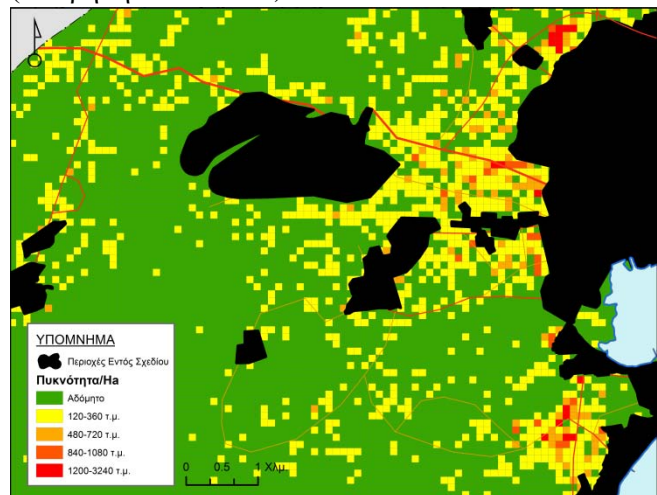 ΥΠΟΜΝΗΜΑ
Περιοχές Εντός Σχεδίου
Πυκνότητα/Ha
Αδόμητο
120-360 τ.μ.
480-720 τ.μ.
840-1080 τ.μ.
1200-3240 τ.μ.
0 0.5 1 Χλμ.